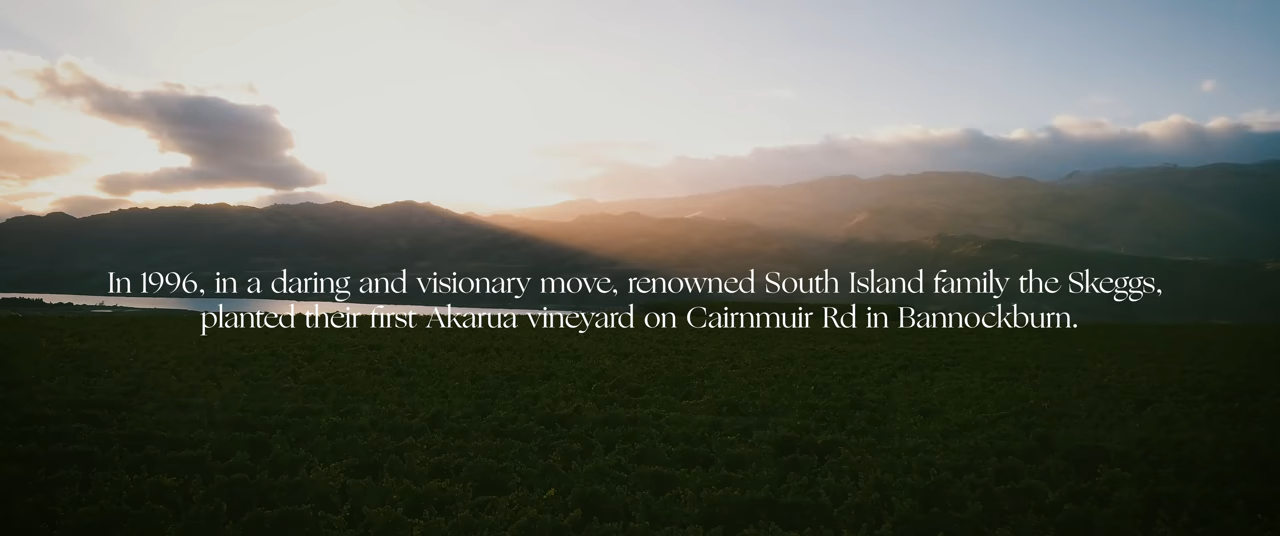 In 1996, in a daring and visionary move, renowned South Island family the Skeggs,
planted their first Akarua vineyard on Cairnmuir Rd in Bannockburn.